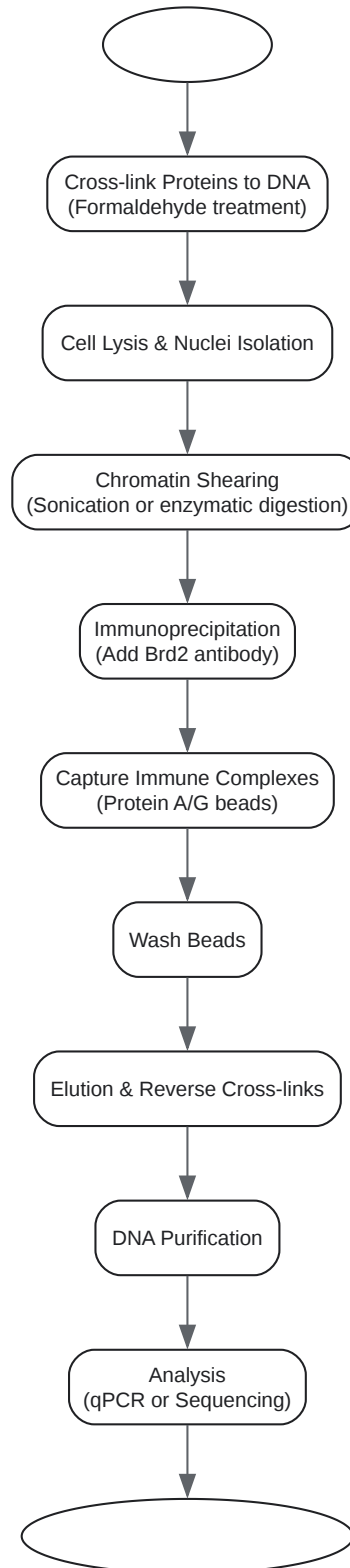 Cross-link Proteins to DNA
(Formaldehyde treatment)
Cell Lysis & Nuclei Isolation
Chromatin Shearing
(Sonication or enzymatic digestion)
Immunoprecipitation
(Add Brd2 antibody)
Capture Immune Complexes
(Protein A/G beads)
Wash Beads
Elution & Reverse Cross-links
DNA Purification
Analysis
(qPCR or Sequencing)